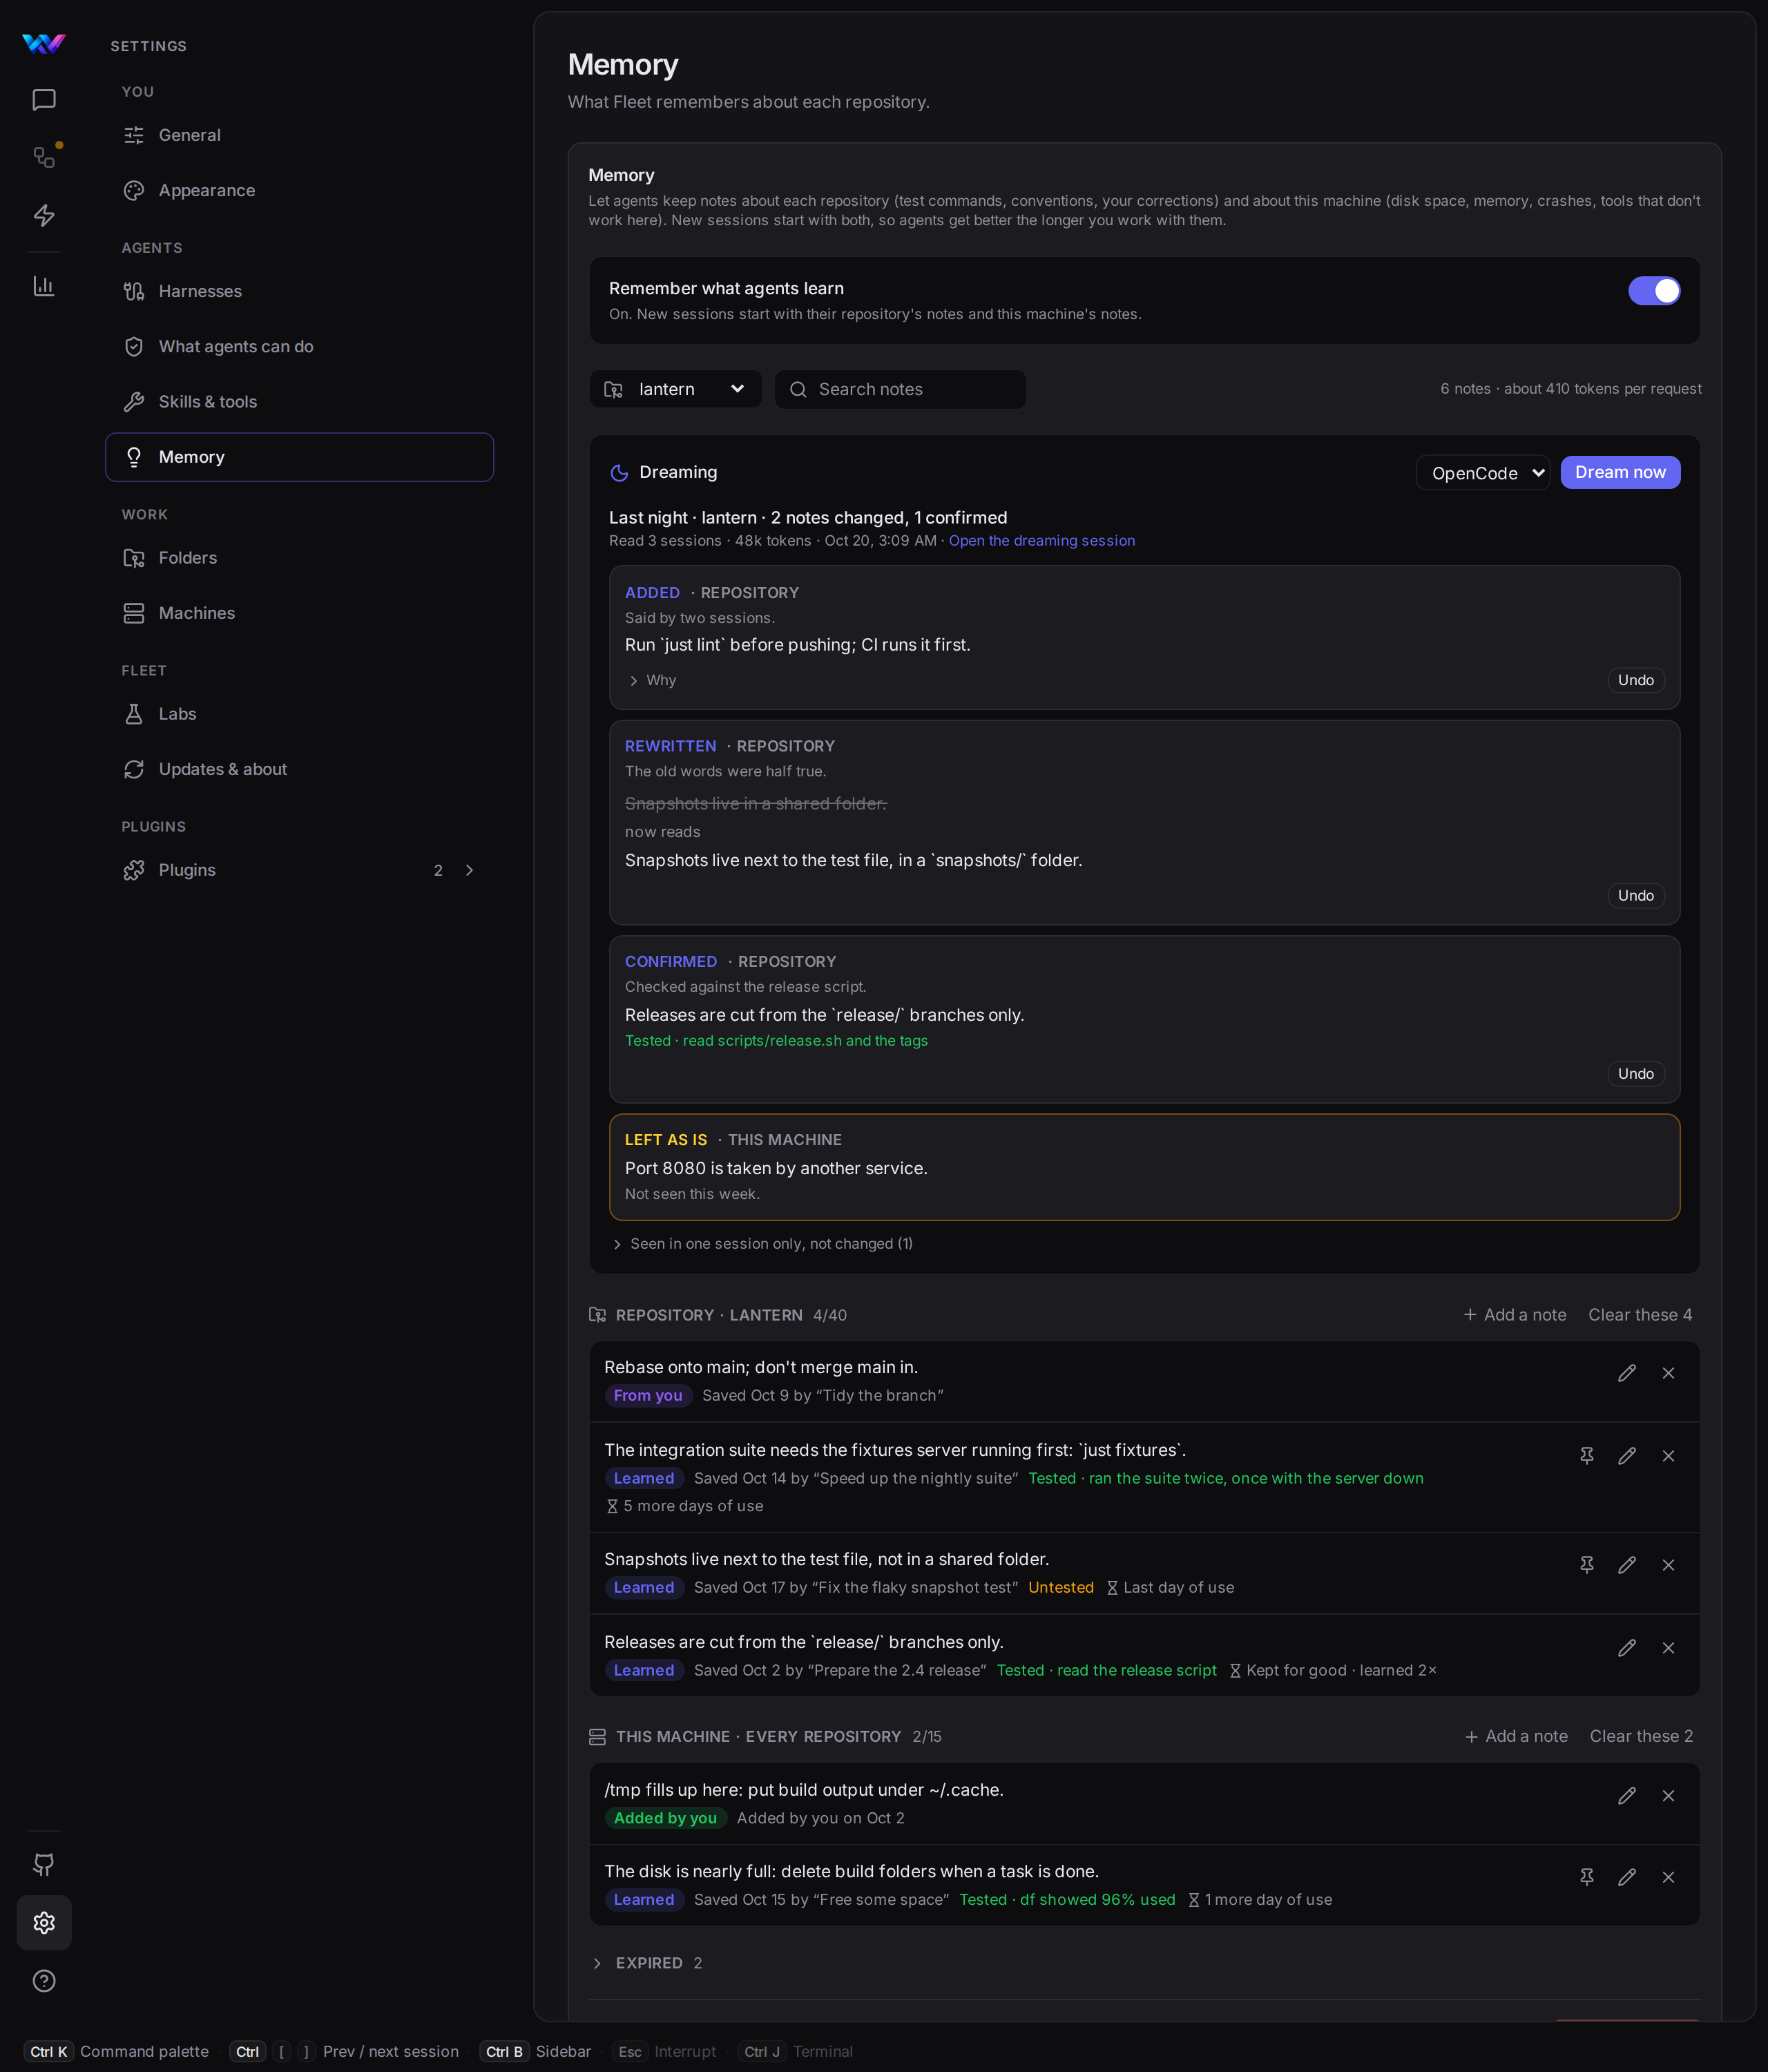 SETTINGS
YOU
General
Appearance
AGENTS
Harnesses
What agents can do
Skills & tools
Memory
WORK
Folders
Machines
FLEET
Labs
Updates & about
PLUGINS
Plugins 2
Memory
What Fleet remembers about each repository.
Memory
Let agents keep notes about each repository (test commands, conventions, your corrections) and about this machine (disk space, memory, crashes, tools that don't
work here). New sessions start with both, so agents get better the longer you work with them.
Remember what agents learn
On. New sessions start with their repository's notes and this machine's notes.
lantern Search notes 6 notes · about 410 tokens per request
Dreaming OpenCode Dream now
Last night · lantern · 2 notes changed, 1 confirmed
Read 3 sessions · 48k tokens · Oct 20, 3:09 AM · Open the dreaming session
ADDED · REPOSITORY
Said by two sessions.
Run `just lint` before pushing; CI runs it first.
Why Undo
REWRITTEN · REPOSITORY
The old words were half true.
Snapshots live in a shared folder.
now reads
Snapshots live next to the test file, in a `snapshots/` folder.
Undo
CONFIRMED · REPOSITORY
Checked against the release script.
Releases are cut from the `release/` branches only.
Tested · read scripts/release.sh and the tags
Undo
LEFT AS IS · THIS MACHINE
Port 8080 is taken by another service.
Not seen this week.
Seen in one session only, not changed (1)
REPOSITORY · LANTERN 4/40 + Add a note Clear these 4
Rebase onto main; don't merge main in.
From you Saved Oct 9 by “Tidy the branch”
The integration suite needs the fixtures server running first: `just fixtures`.
Learned Saved Oct 14 by “Speed up the nightly suite” Tested · ran the suite twice, once with the server down
5 more days of use
Snapshots live next to the test file, not in a shared folder.
Learned Saved Oct 17 by “Fix the flaky snapshot test” Untested Last day of use
Releases are cut from the `release/` branches only.
Learned Saved Oct 2 by “Prepare the 2.4 release” Tested · read the release script Kept for good · learned 2×
THIS MACHINE · EVERY REPOSITORY 2/15 + Add a note Clear these 2
/tmp fills up here: put build output under ~/.cache.
Added by you Added by you on Oct 2
The disk is nearly full: delete build folders when a task is done.
Learned Saved Oct 15 by “Free some space” Tested · df showed 96% used 1 more day of use
EXPIRED 2
Ctrl K Command palette · Ctrl [ ] Prev / next session · Ctrl B Sidebar · Esc Interrupt · Ctrl J Terminal